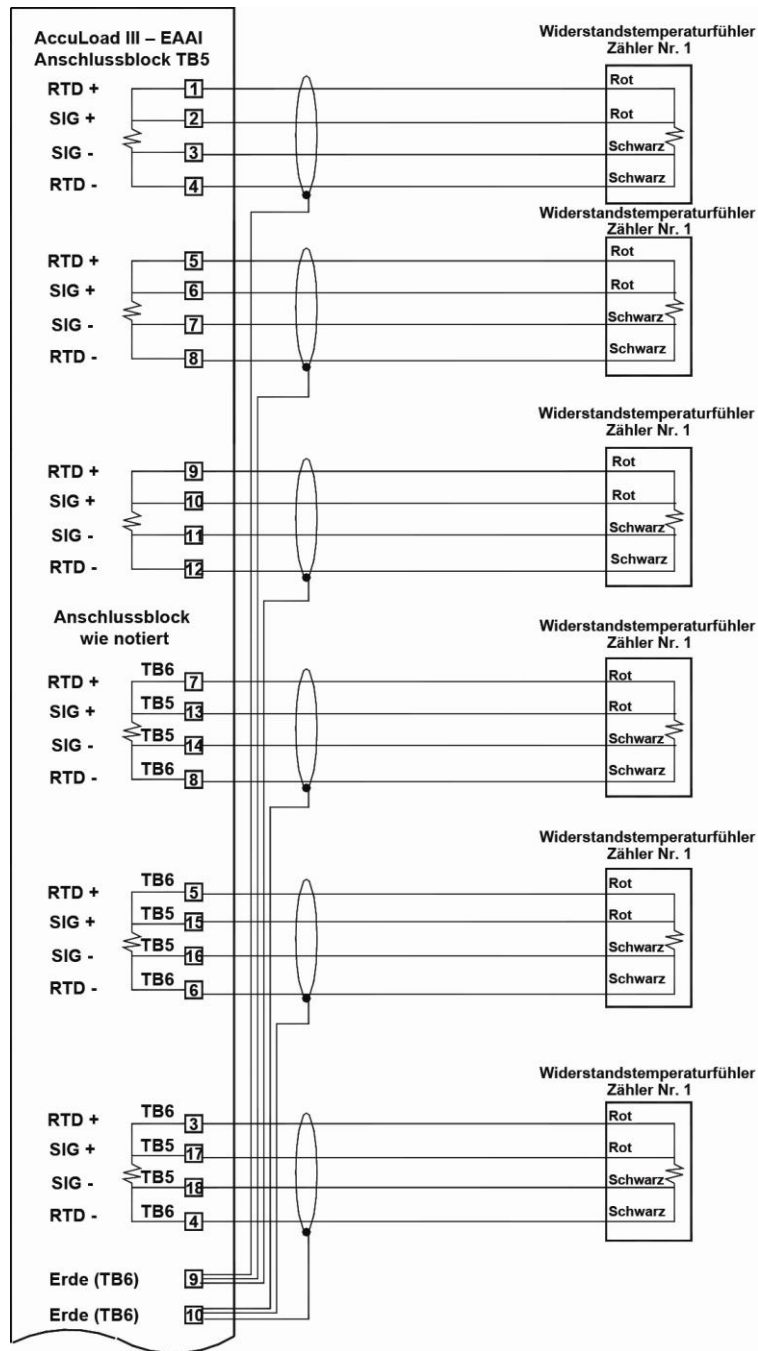 AccuLoad III – EAAI
Anschlussblock TB5
Widerstandstemperaturfühler
Zähler Nr. 1
RTD + 1 Rot
SIG + 2 Rot
SIG - 3 Schwarz
RTD - 4 Schwarz
Widerstandstemperaturfühler
Zähler Nr. 1
RTD + 5 Rot
SIG + 6 Rot
SIG - 7 Schwarz
RTD - 8 Schwarz
Widerstandstemperaturfühler
Zähler Nr. 1
RTD + 9 Rot
SIG + 10 Rot
SIG - 11 Schwarz
RTD - 12 Schwarz
Anschlussblock
wie notiert
Widerstandstemperaturfühler
Zähler Nr. 1
RTD + TB6 7 Rot
SIG + TB5 13 Rot
SIG - TB5 14 Schwarz
RTD - TB6 8 Schwarz
Widerstandstemperaturfühler
Zähler Nr. 1
RTD + TB6 5 Rot
SIG + TB5 15 Rot
SIG - TB5 16 Schwarz
RTD - TB6 6 Schwarz
Widerstandstemperaturfühler
Zähler Nr. 1
RTD + TB6 3 Rot
SIG + TB5 17 Rot
SIG - TB5 18 Schwarz
RTD - TB6 4 Schwarz
Erde (TB6) 9
Erde (TB6) 10